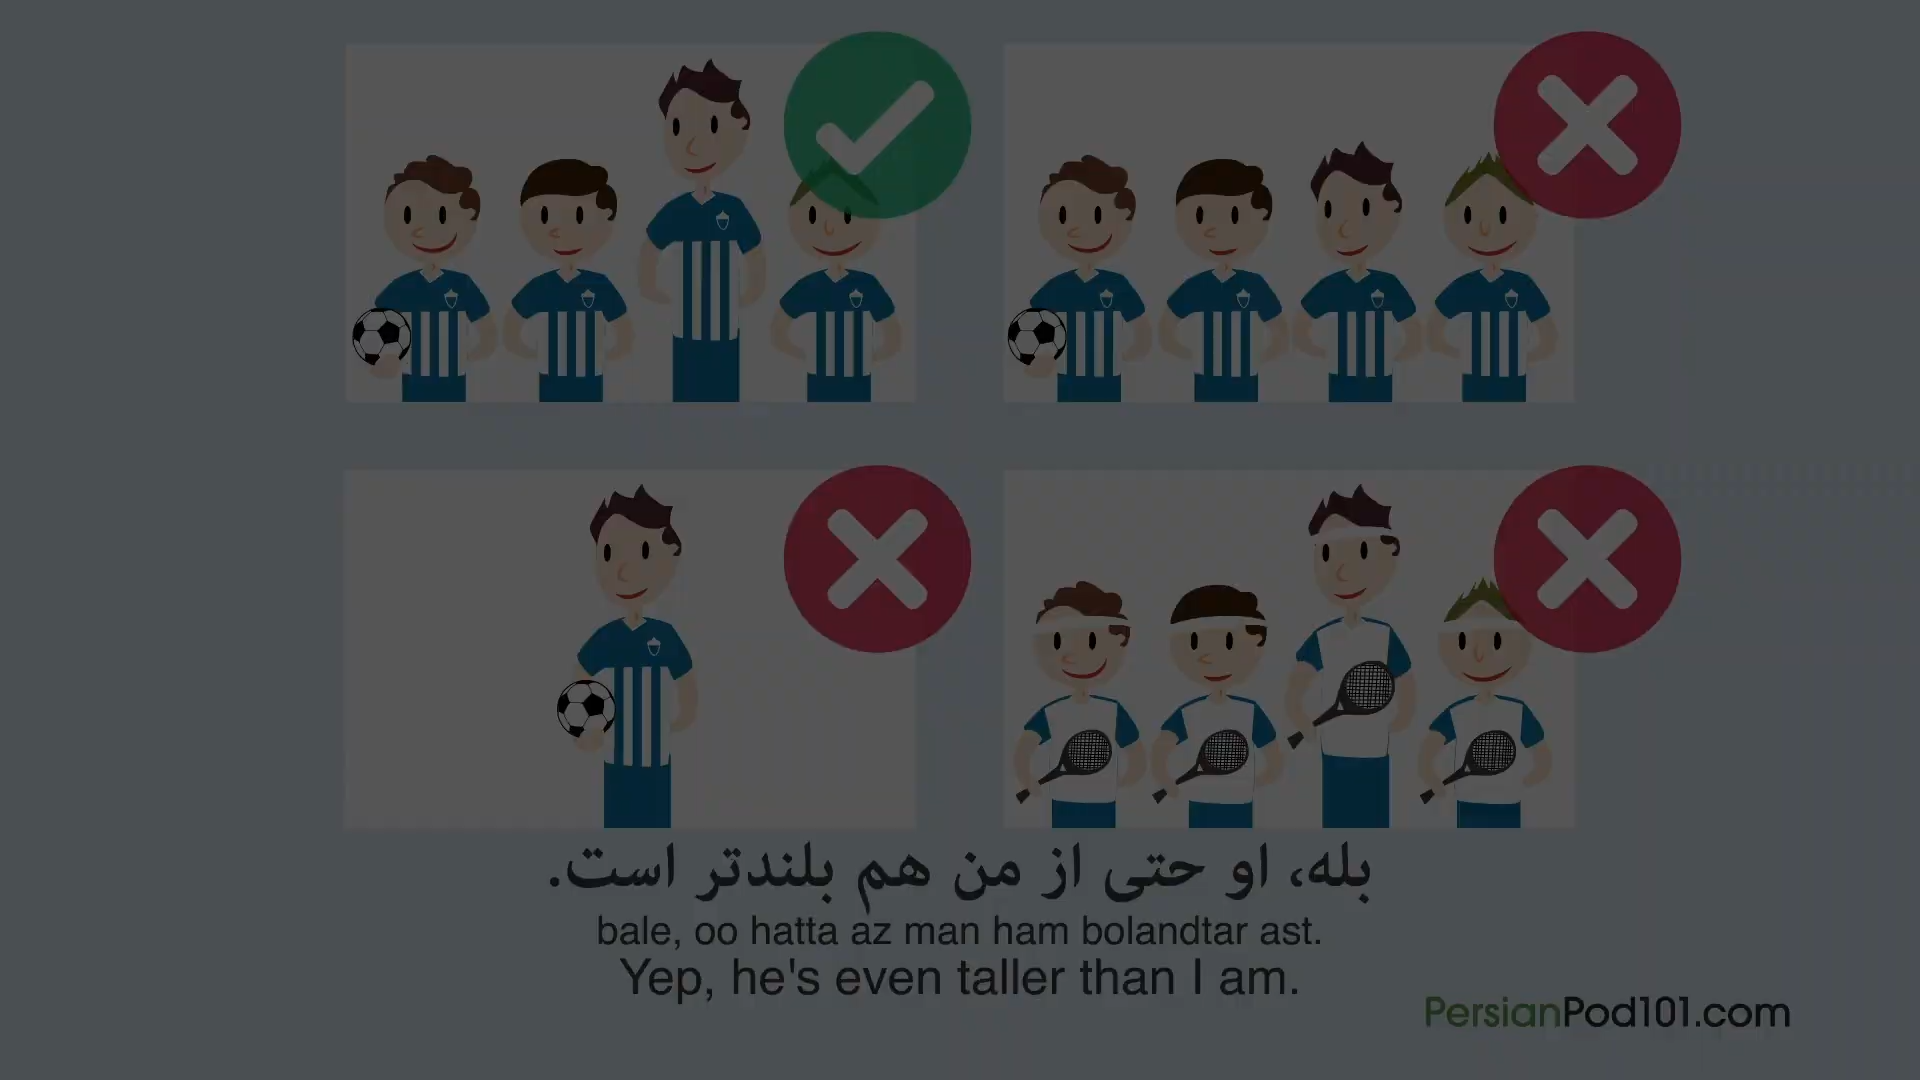 بله، او حتی از من هم بلندتر است.
bale, oo hatta az man ham bolandtar ast.
Yep, he's even taller than I am.
PersianPod101.com